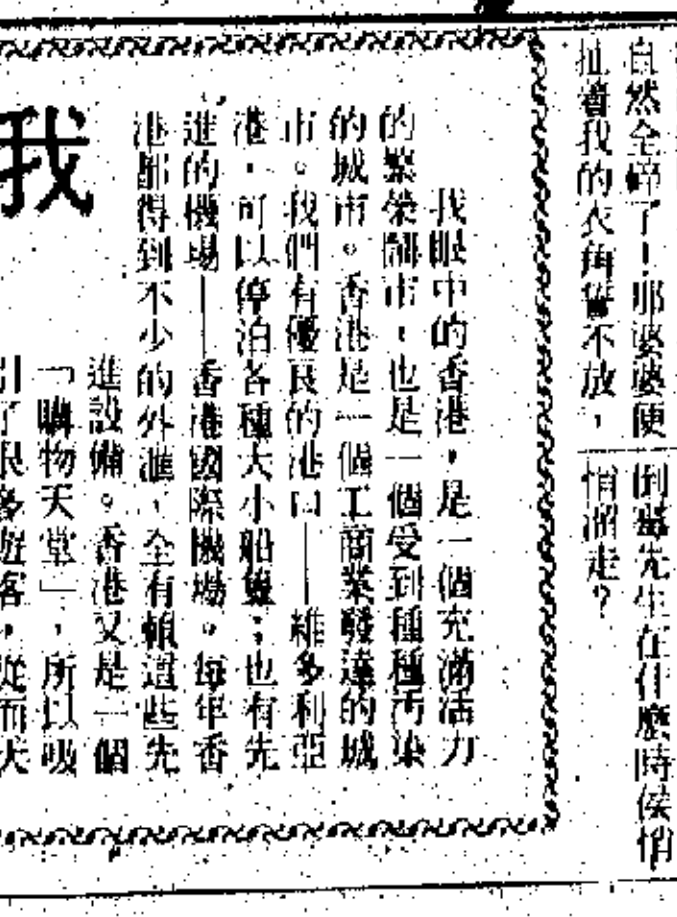 自然全碎了!那婆婆便
扯着我的衣角不放,
倒先生在什麼時侯悄
悄溜走?
我
我眼中的香港,是一個充滿活力
的繁榮鬧市,也是一個受到種種汚染
的城市。香港是一個工商業發達的城
市。我們有優良的港口——維多利亞
港,可以停泊各種大小船隻;也有先
進的機場——香港國際機場。每年香
港都得到不少的外滙,全有賴這些先
進設備。香港又是一個
「購物天堂」,所以吸
引了很多遊客,從而大